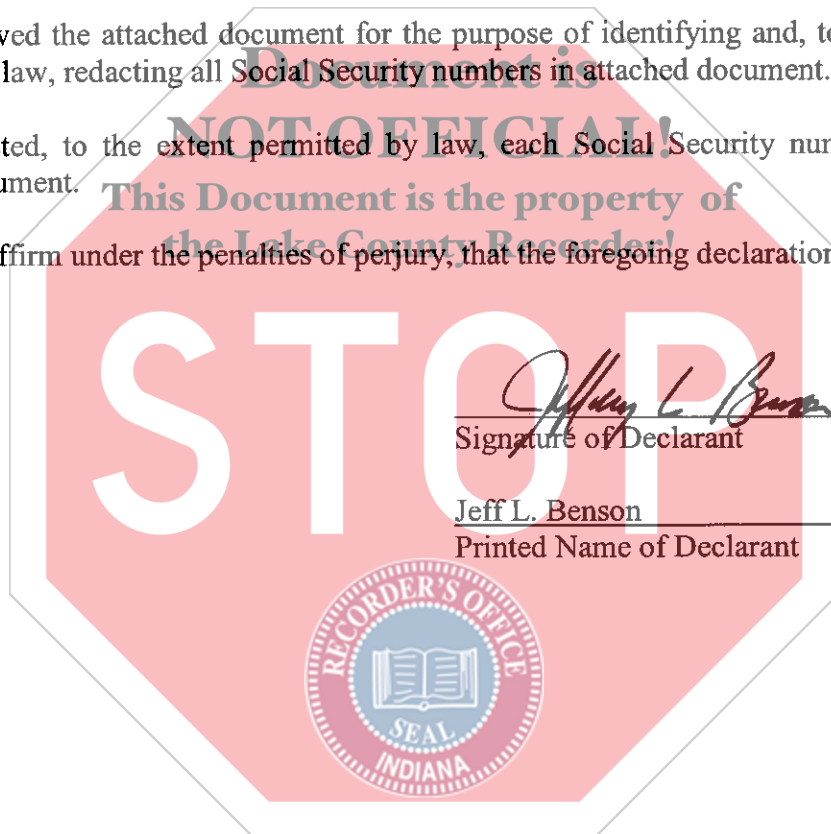 ved the attached document for the purpose of identifying and, to
Document is
law, redacting all Social Security numbers in attached document.
NOT OFFICIAL!
ted, to the extent permitted by law, each Social Security num
ument.
This Document is the property of
the Lake County Recorder!
ffirm under the penalties of perjury, that the foregoing declaration
STOP
Jeffrey L Benson
Signature of Declarant
Jeff L. Benson
Printed Name of Declarant
RECORDER'S OFFICE
SEAL
INDIANA